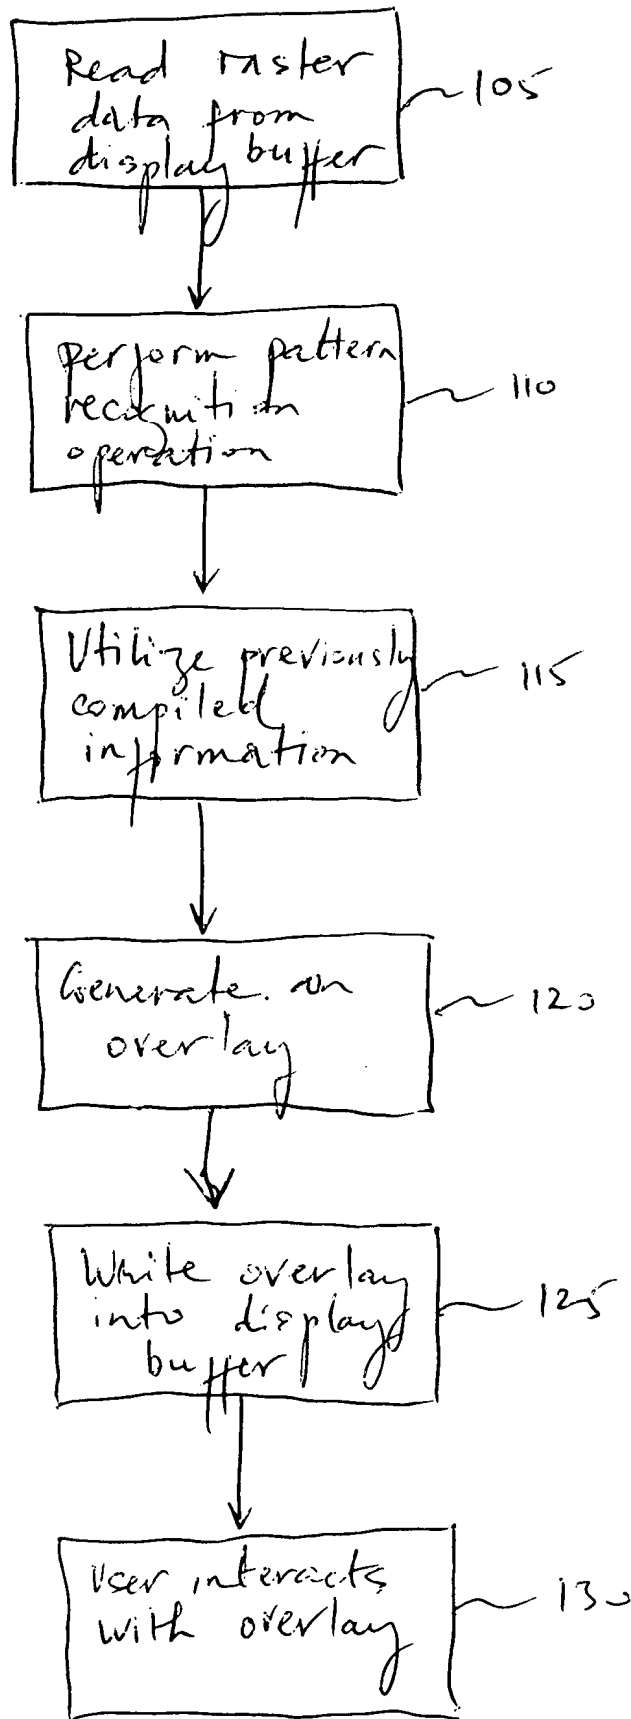 Read raster
data from
display buffer
105
perform pattern
recognition
operation
110
Utilize previously
compiled
information
115
Generate an
overlay
120
Write overlay
into display
buffer
125
User interacts
with overlay
130